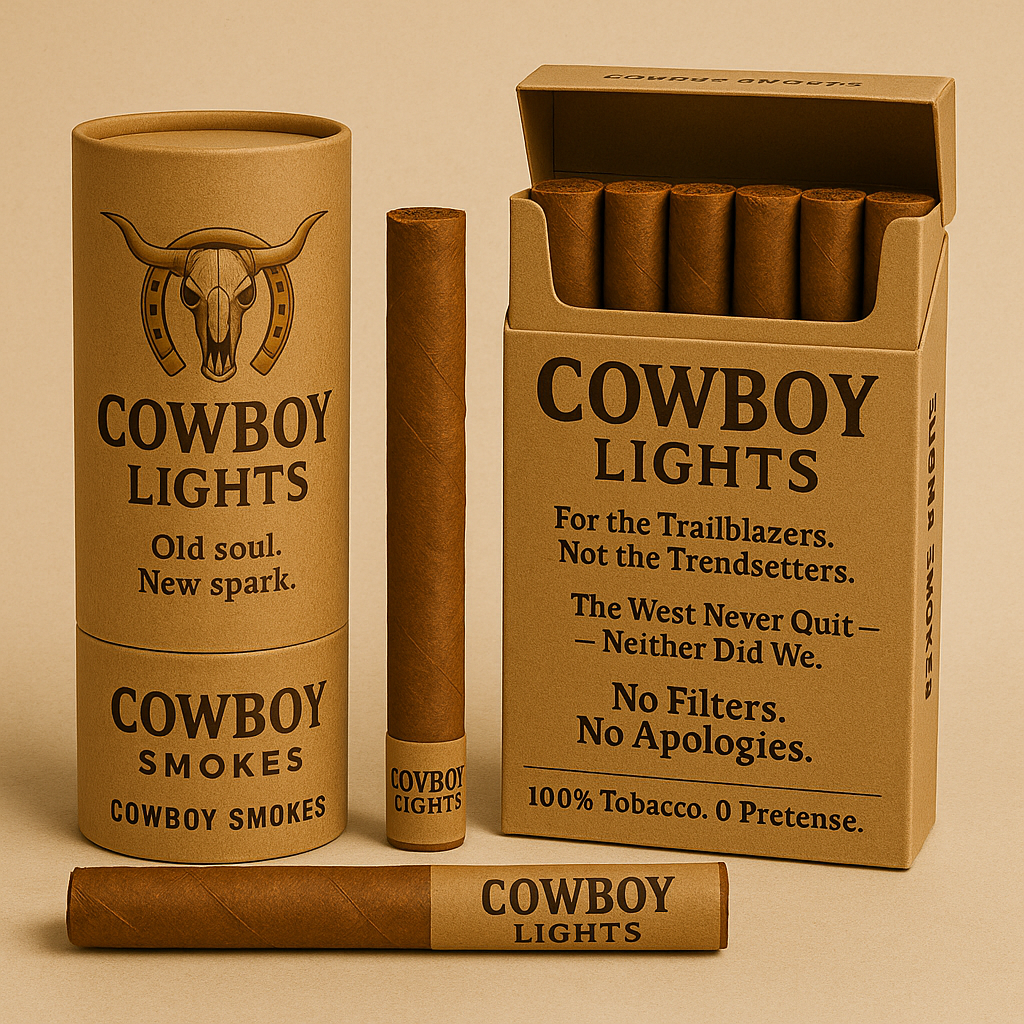 COWBOY
LIGHTS
Old soul.
New spark.
COWBOY
SMOKES
COWBOY SMOKES
COVBOY
CIGHTS
COWBOY
LIGHTS
For the Trailblazers.
Not the Trendsetters.
The West Never Quit—
—Neither Did We.
No Filters.
No Apologies.
100% Tobacco. 0 Pretense.
COWBOY
LIGHTS